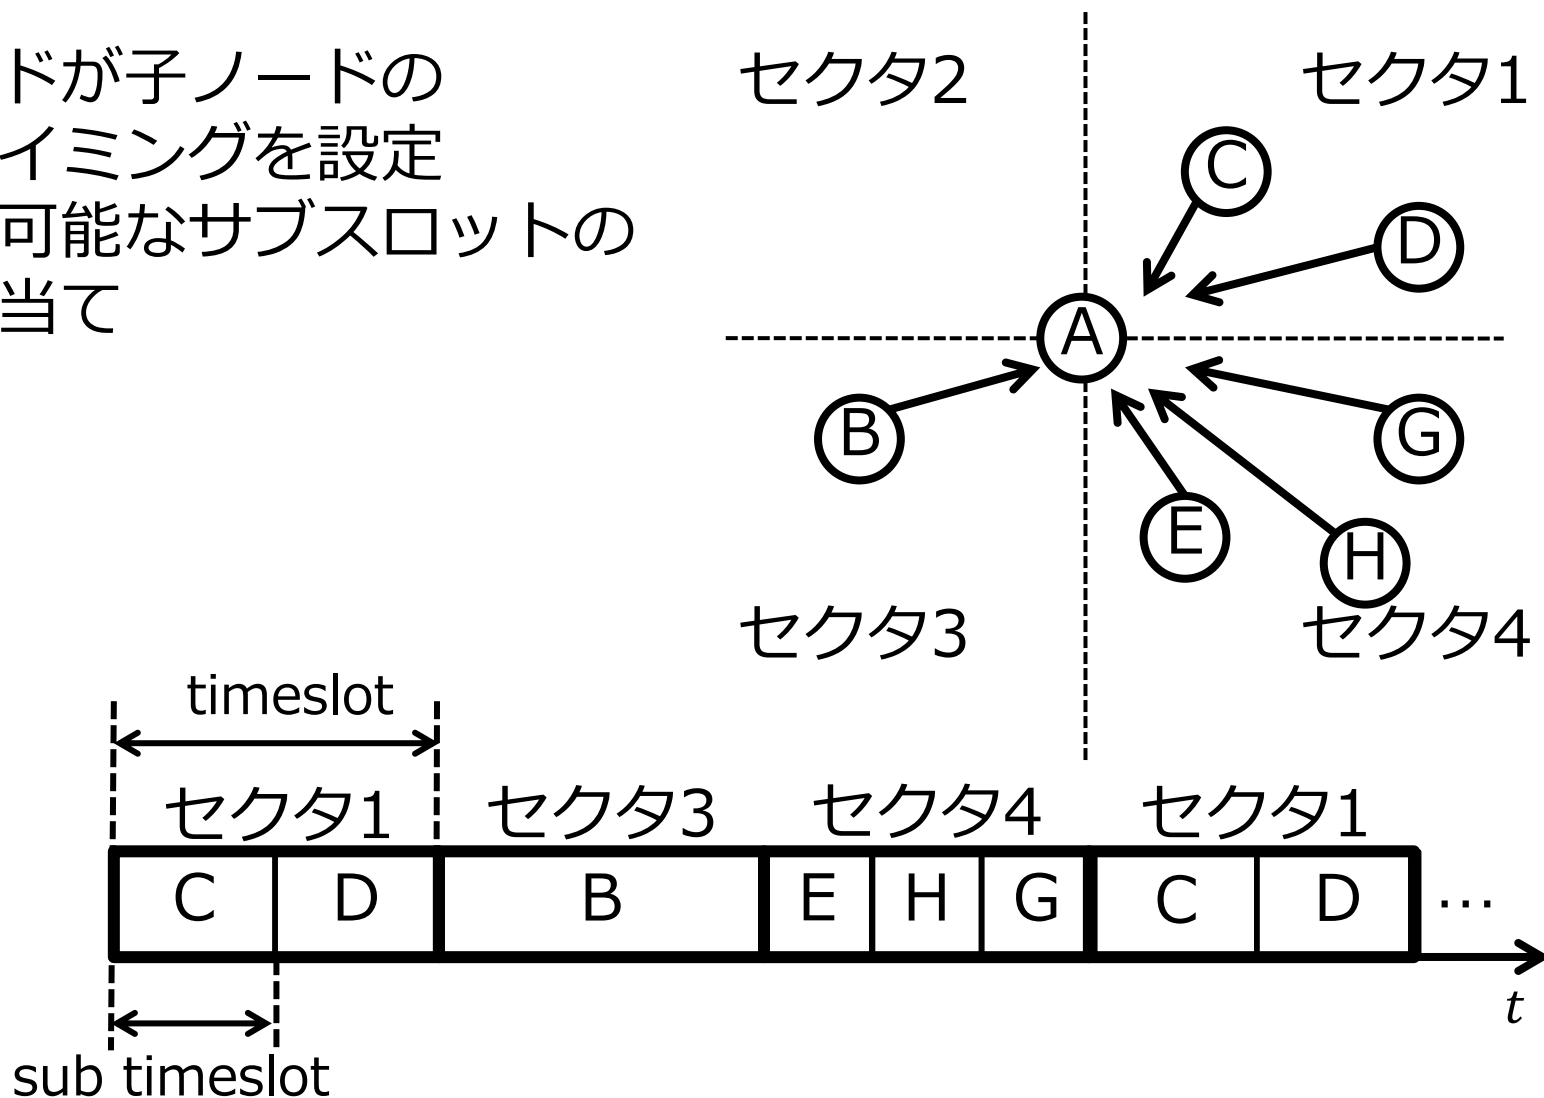 ドが子ノードの
イミングを設定
可能なサブスロットの
当て
セクタ2
セクタ1
C
D
A
B
G
E
H
セクタ3
セクタ4
timeslot
セクタ1 セクタ3 セクタ4 セクタ1
C D B E H G C D …
t
sub timeslot